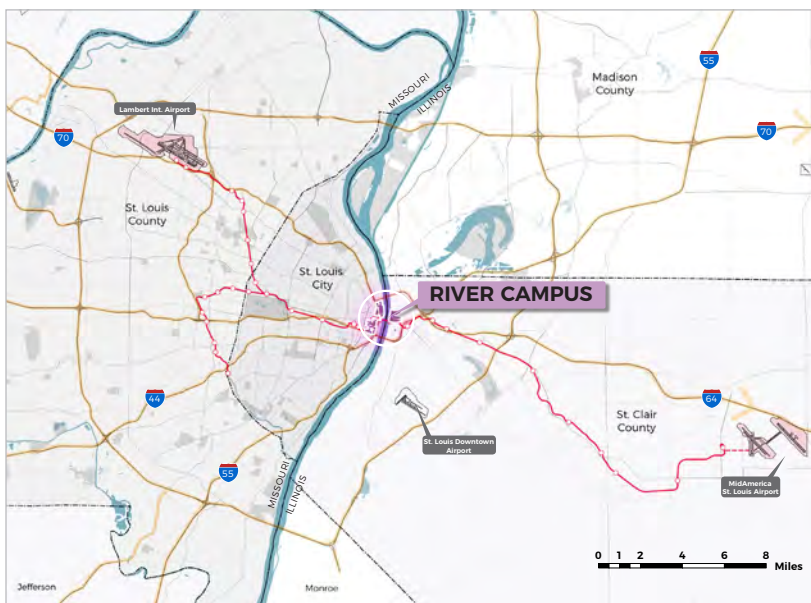 55
Madison
County
MISSOURI
ILLINOIS
Lambert Int. Airport
70
70
St. Louis
County
St. Louis
City
RIVER CAMPUS
44
64
St. Clair
County
St. Louis Downtown
Airport
55
MISSOURI
ILLINOIS
MidAmerica
St. Louis Airport
0 1 2 4 6 8 Miles
Jefferson
Monroe